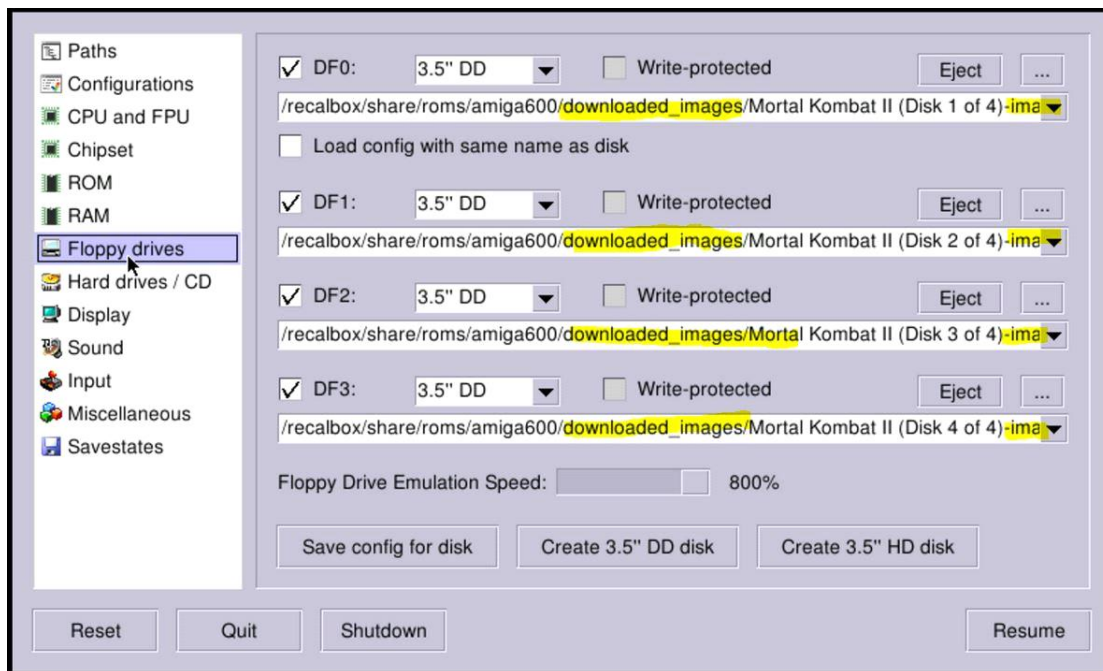 Paths
Configurations
CPU and FPU
Chipset
ROM
RAM
Floppy drives
Hard drives / CD
Display
Sound
Input
Miscellaneous
Savestates
DF0: 3.5" DD Write-protected Eject ...
/recalbox/share/roms/amiga600/downloaded_images/Mortal Kombat II (Disk 1 of 4)-ima
Load config with same name as disk
DF1: 3.5" DD Write-protected Eject ...
/recalbox/share/roms/amiga600/downloaded_images/Mortal Kombat II (Disk 2 of 4)-ima
DF2: 3.5" DD Write-protected Eject ...
/recalbox/share/roms/amiga600/downloaded_images/Mortal Kombat II (Disk 3 of 4)-ima
DF3: 3.5" DD Write-protected Eject ...
/recalbox/share/roms/amiga600/downloaded_images/Mortal Kombat II (Disk 4 of 4)-ima
Floppy Drive Emulation Speed: 800%
Save config for disk Create 3.5" DD disk Create 3.5" HD disk
Reset Quit Shutdown Resume